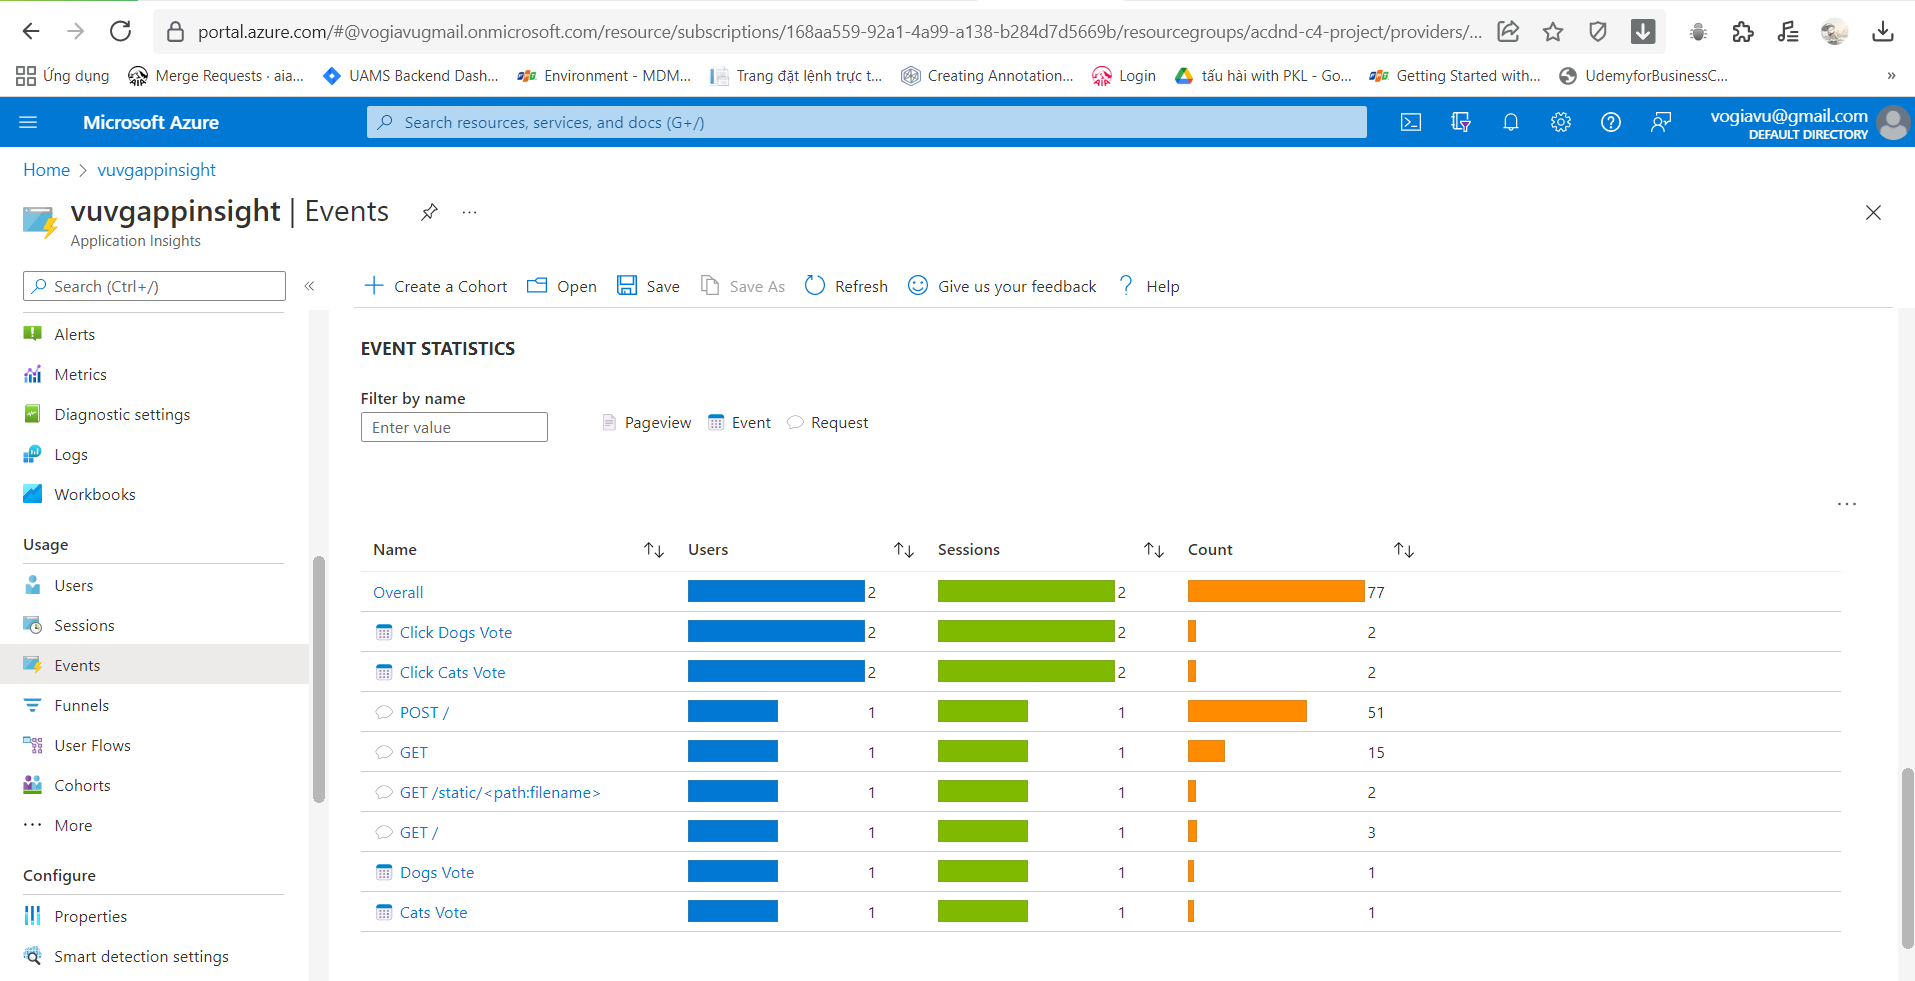 portal.azure.com/#@vogiavugmail.onmicrosoft.com/resource/subscriptions/168aa559-92a1-4a99-a138-b284d7d5669b/resourcegroups/acdnd-c4-project/providers/...
Ứng dụng Merge Requests · aia... UAMS Backend Dash... Environment - MDM... Trang đặt lệnh trực t... Creating Annotation... Login tấu hài with PKL - Go... Getting Started with... UdemyforBusinessC... »
Microsoft Azure
Search resources, services, and docs (G+/)
vogiavu@gmail.com
DEFAULT DIRECTORY
Home > vuvgappinsight
vuvgappinsight | Events ...
Application Insights
Search (Ctrl+/) «
Alerts
Metrics
Diagnostic settings
Logs
Workbooks
Usage
Users
Sessions
Events
Funnels
User Flows
Cohorts
More
Configure
Properties
Smart detection settings
Create a Cohort Open Save Save As Refresh Give us your feedback ? Help
EVENT STATISTICS
Filter by name
Enter value
Pageview Event Request
...
Name Users Sessions Count
Overall 2 2 77
Click Dogs Vote 2 2 2
Click Cats Vote 2 2 2
POST / 1 1 51
GET 1 1 15
GET /static/<path:filename> 1 1 2
GET / 1 1 3
Dogs Vote 1 1 1
Cats Vote 1 1 1